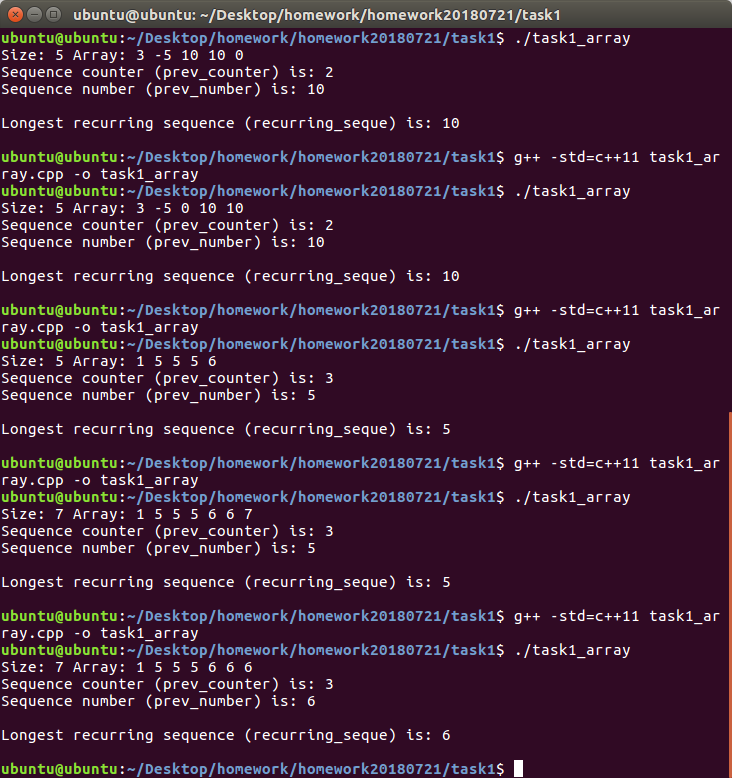 ubuntu@ubuntu: ~/Desktop/homework/homework20180721/task1
ubuntu@ubuntu:~/Desktop/homework/homework20180721/task1$ ./task1_array
Size: 5 Array: 3 -5 10 10 0
Sequence counter (prev_counter) is: 2
Sequence number (prev_number) is: 10
Longest recurring sequence (recurring_seque) is: 10
ubuntu@ubuntu:~/Desktop/homework/homework20180721/task1$ g++ -std=c++11 task1_ar
ray.cpp -o task1_array
ubuntu@ubuntu:~/Desktop/homework/homework20180721/task1$ ./task1_array
Size: 5 Array: 3 -5 0 10 10
Sequence counter (prev_counter) is: 2
Sequence number (prev_number) is: 10
Longest recurring sequence (recurring_seque) is: 10
ubuntu@ubuntu:~/Desktop/homework/homework20180721/task1$ g++ -std=c++11 task1_ar
ray.cpp -o task1_array
ubuntu@ubuntu:~/Desktop/homework/homework20180721/task1$ ./task1_array
Size: 5 Array: 1 5 5 5 6
Sequence counter (prev_counter) is: 3
Sequence number (prev_number) is: 5
Longest recurring sequence (recurring_seque) is: 5
ubuntu@ubuntu:~/Desktop/homework/homework20180721/task1$ g++ -std=c++11 task1_ar
ray.cpp -o task1_array
ubuntu@ubuntu:~/Desktop/homework/homework20180721/task1$ ./task1_array
Size: 7 Array: 1 5 5 5 6 6 7
Sequence counter (prev_counter) is: 3
Sequence number (prev_number) is: 5
Longest recurring sequence (recurring_seque) is: 5
ubuntu@ubuntu:~/Desktop/homework/homework20180721/task1$ g++ -std=c++11 task1_ar
ray.cpp -o task1_array
ubuntu@ubuntu:~/Desktop/homework/homework20180721/task1$ ./task1_array
Size: 7 Array: 1 5 5 5 6 6 6
Sequence counter (prev_counter) is: 3
Sequence number (prev_number) is: 6
Longest recurring sequence (recurring_seque) is: 6
ubuntu@ubuntu:~/Desktop/homework/homework20180721/task1$